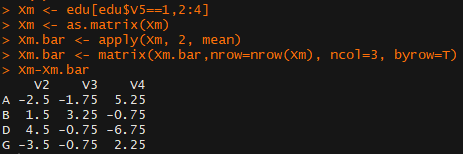 > Xm <- edu[edu$V5==1,2:4]
> Xm <- as.matrix(Xm)
> Xm.bar <- apply(Xm, 2, mean)
> Xm.bar <- matrix(Xm.bar,nrow=nrow(Xm), ncol=3, byrow=T)
> Xm-Xm.bar
V2 V3 V4
A -2.5 -1.75 5.25
B 1.5 3.25 -0.75
D 4.5 -0.75 -6.75
G -3.5 -0.75 2.25